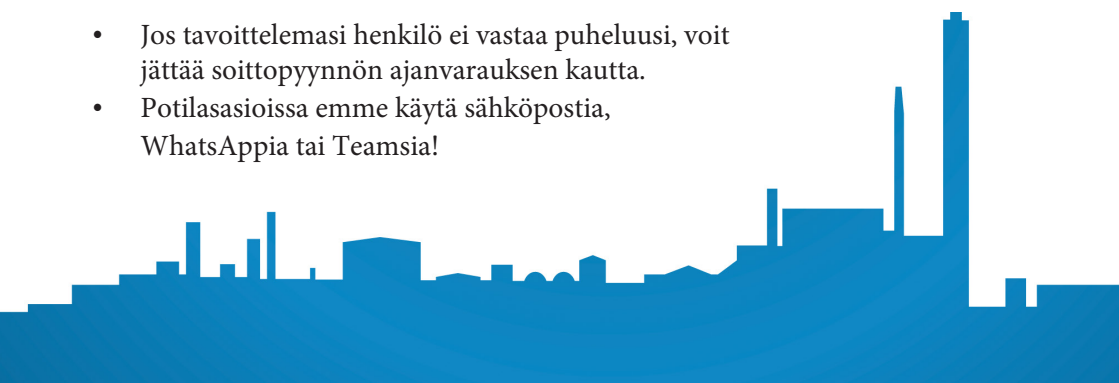 • Jos tavoittelemasi henkilö ei vastaa puheluusi, voit
jättää soittopyynnön ajanvarauksen kautta.
• Potilasasioissa emme käytä sähköpostia,
WhatsAppia tai Teamsia!